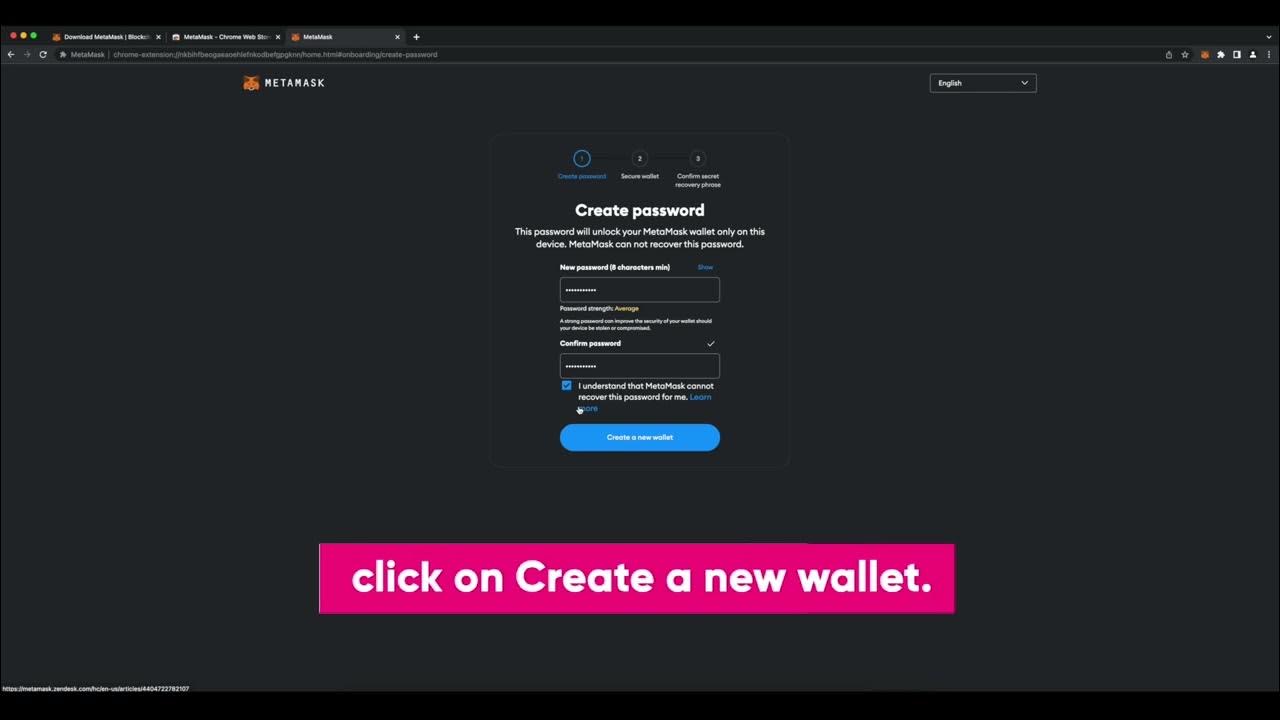 Download MetaMask | Blockch
MetaMask - Chrome Web Stor
MetaMask
MetaMask | chrome-extension://nkbihfbeogaeaoehlefnkodbefgpgknn/home.html#onboarding/create-password
METAMASK
English
1
2
3
Create password
Secure wallet
Confirm secret
recovery phrase
Create password
This password will unlock your MetaMask wallet only on this
device. MetaMask can not recover this password.
New password (8 characters min)
Show
Password strength: Average
A strong password can improve the security of your wallet should
your device be stolen or compromised.
Confirm password
I understand that MetaMask cannot
recover this password for me. Learn
more
Create a new wallet
click on Create a new wallet.
https://metamask.zendesk.com/hc/en-us/articles/4404722782107